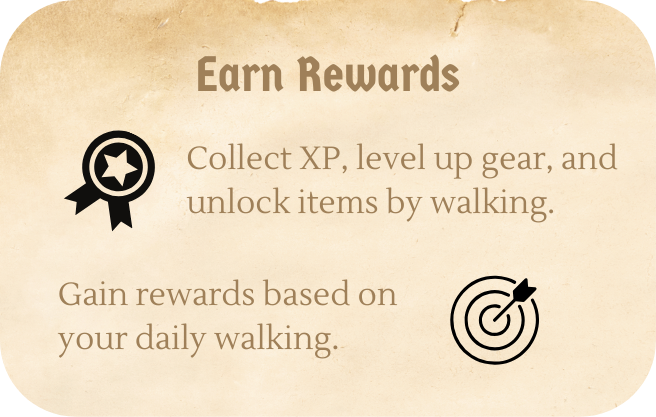 Earn Rewards
Collect XP, level up gear, and
unlock items by walking.
Gain rewards based on
your daily walking.